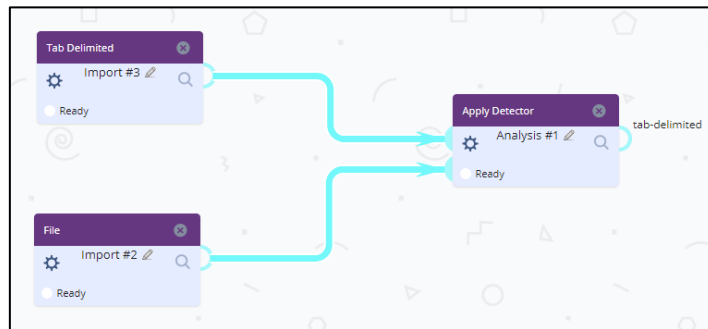 Tab Delimited
Import #3
Ready
Apply Detector
Analysis #1
tab-delimited
Ready
File
Import #2
Ready